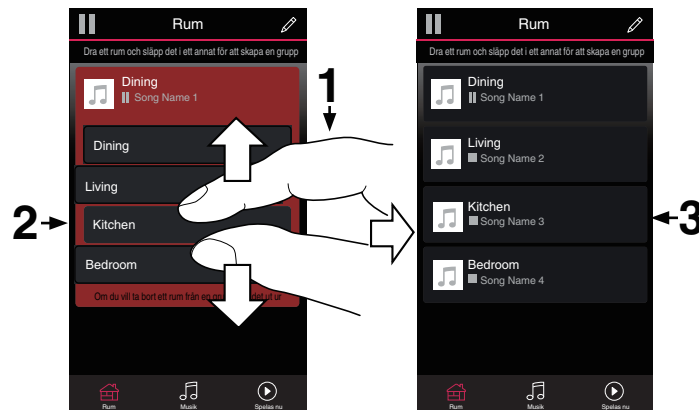 Rum
Dra ett rum och släpp det i ett annat för att skapa en grupp
Dining
Song Name 1
Dining
Living
Kitchen
Bedroom
Om du vill ta bort ett rum från en det ut ur
Rum
Musik
Spelas nu
1
2
Rum
Dra ett rum och släpp det i ett annat för att skapa en grupp
Dining
Song Name 1
Living
Song Name 2
Kitchen
Song Name 3
Bedroom
Song Name 4
Rum
Musik
Spelas nu
3